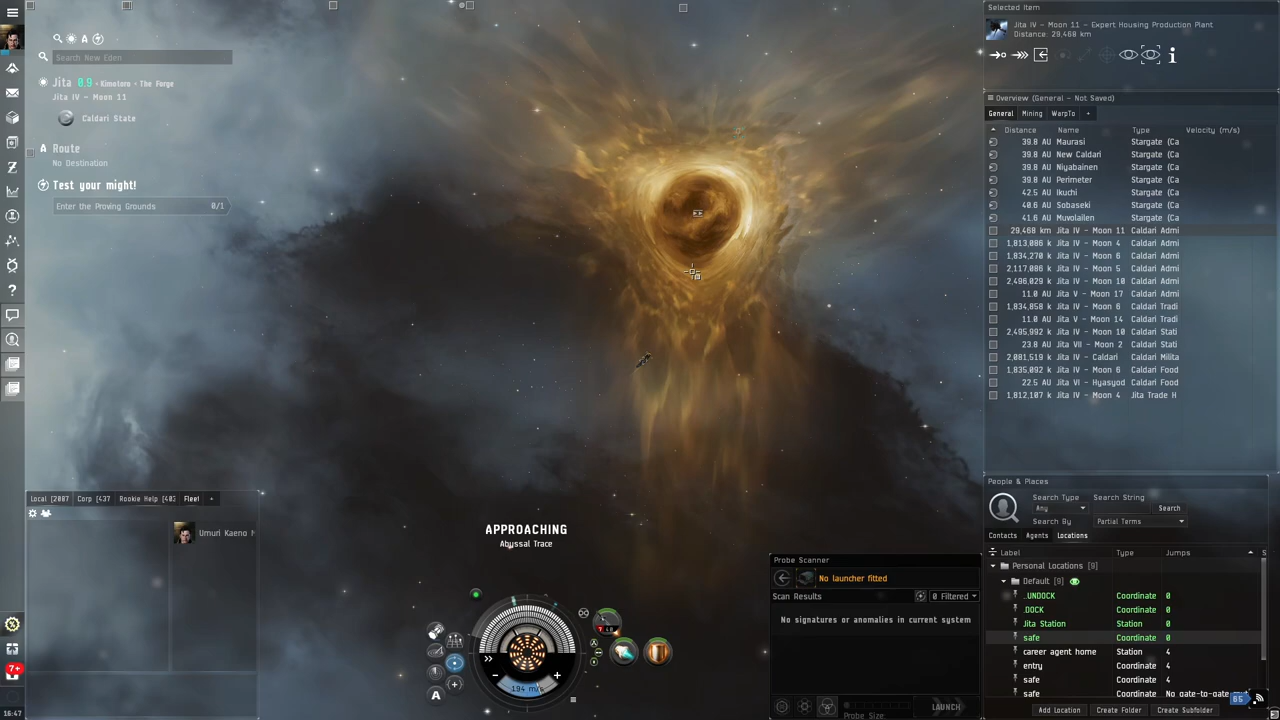 Search New Eden
Jita 0.9 • Kimotoro • The Forge
Jita IV - Moon 11
Caldari State
Route
No Destination
Test your might!
Enter the Proving Grounds 0/1
Local [2087 Corp [437 Rookie Help [403 Fleet +
Umuri Kaeno
APPROACHING
Abyssal Trace
194 m/s
A
7+
Probe Scanner
No launcher fitted
Scan Results 0 Filtered
No signatures or anomalies in current system
Probe Size
LAUNCH
Selected Item
Jita IV - Moon 11 - Expert Housing Production Plant
Distance: 29,468 km
Overview (General - Not Saved)
General Mining WarpTo +
Distance Name Type Velocity (m/s)
39.8 AU Maurasi Stargate (Ca
39.8 AU New Caldari Stargate (Ca
39.8 AU Niyabainen Stargate (Ca
39.8 AU Perimeter Stargate (Ca
42.5 AU Ikuchi Stargate (Ca
40.6 AU Sobaseki Stargate (Ca
41.6 AU Muvolailen Stargate (Ca
29,468 km Jita IV - Moon 11 Caldari Admi
1,813,086 k Jita IV - Moon 4 Caldari Admi
1,834,270 k Jita IV - Moon 6 Caldari Admi
2,117,086 k Jita IV - Moon 5 Caldari Admi
2,496,029 k Jita IV - Moon 10 Caldari Admi
11.0 AU Jita V - Moon 17 Caldari Admi
1,834,858 k Jita IV - Moon 6 Caldari Tradi
11.0 AU Jita V - Moon 14 Caldari Tradi
2,495,992 k Jita IV - Moon 10 Caldari Stati
23.8 AU Jita VII - Moon 2 Caldari Stati
2,081,519 k Jita IV - Caldari Caldari Milita
1,835,092 k Jita IV - Moon 6 Caldari Food
22.5 AU Jita VI - Hyasyod Caldari Food
1,812,107 k Jita IV - Moon 4 Jita Trade H
People & Places
Search Type Search String
Any Search
Search By Partial Terms
Contacts Agents Locations
Label Type Jumps S
Personal Locations [9]
Default [9]
_UNDOCK Coordinate 0
.DOCK Coordinate 0
Jita Station Station 0
safe Coordinate 0
career agent home Station 4
entry Coordinate 4
safe Coordinate 4
safe Coordinate No gate-to-gate
65
Add Location Create Folder Create Subfolder
16:47